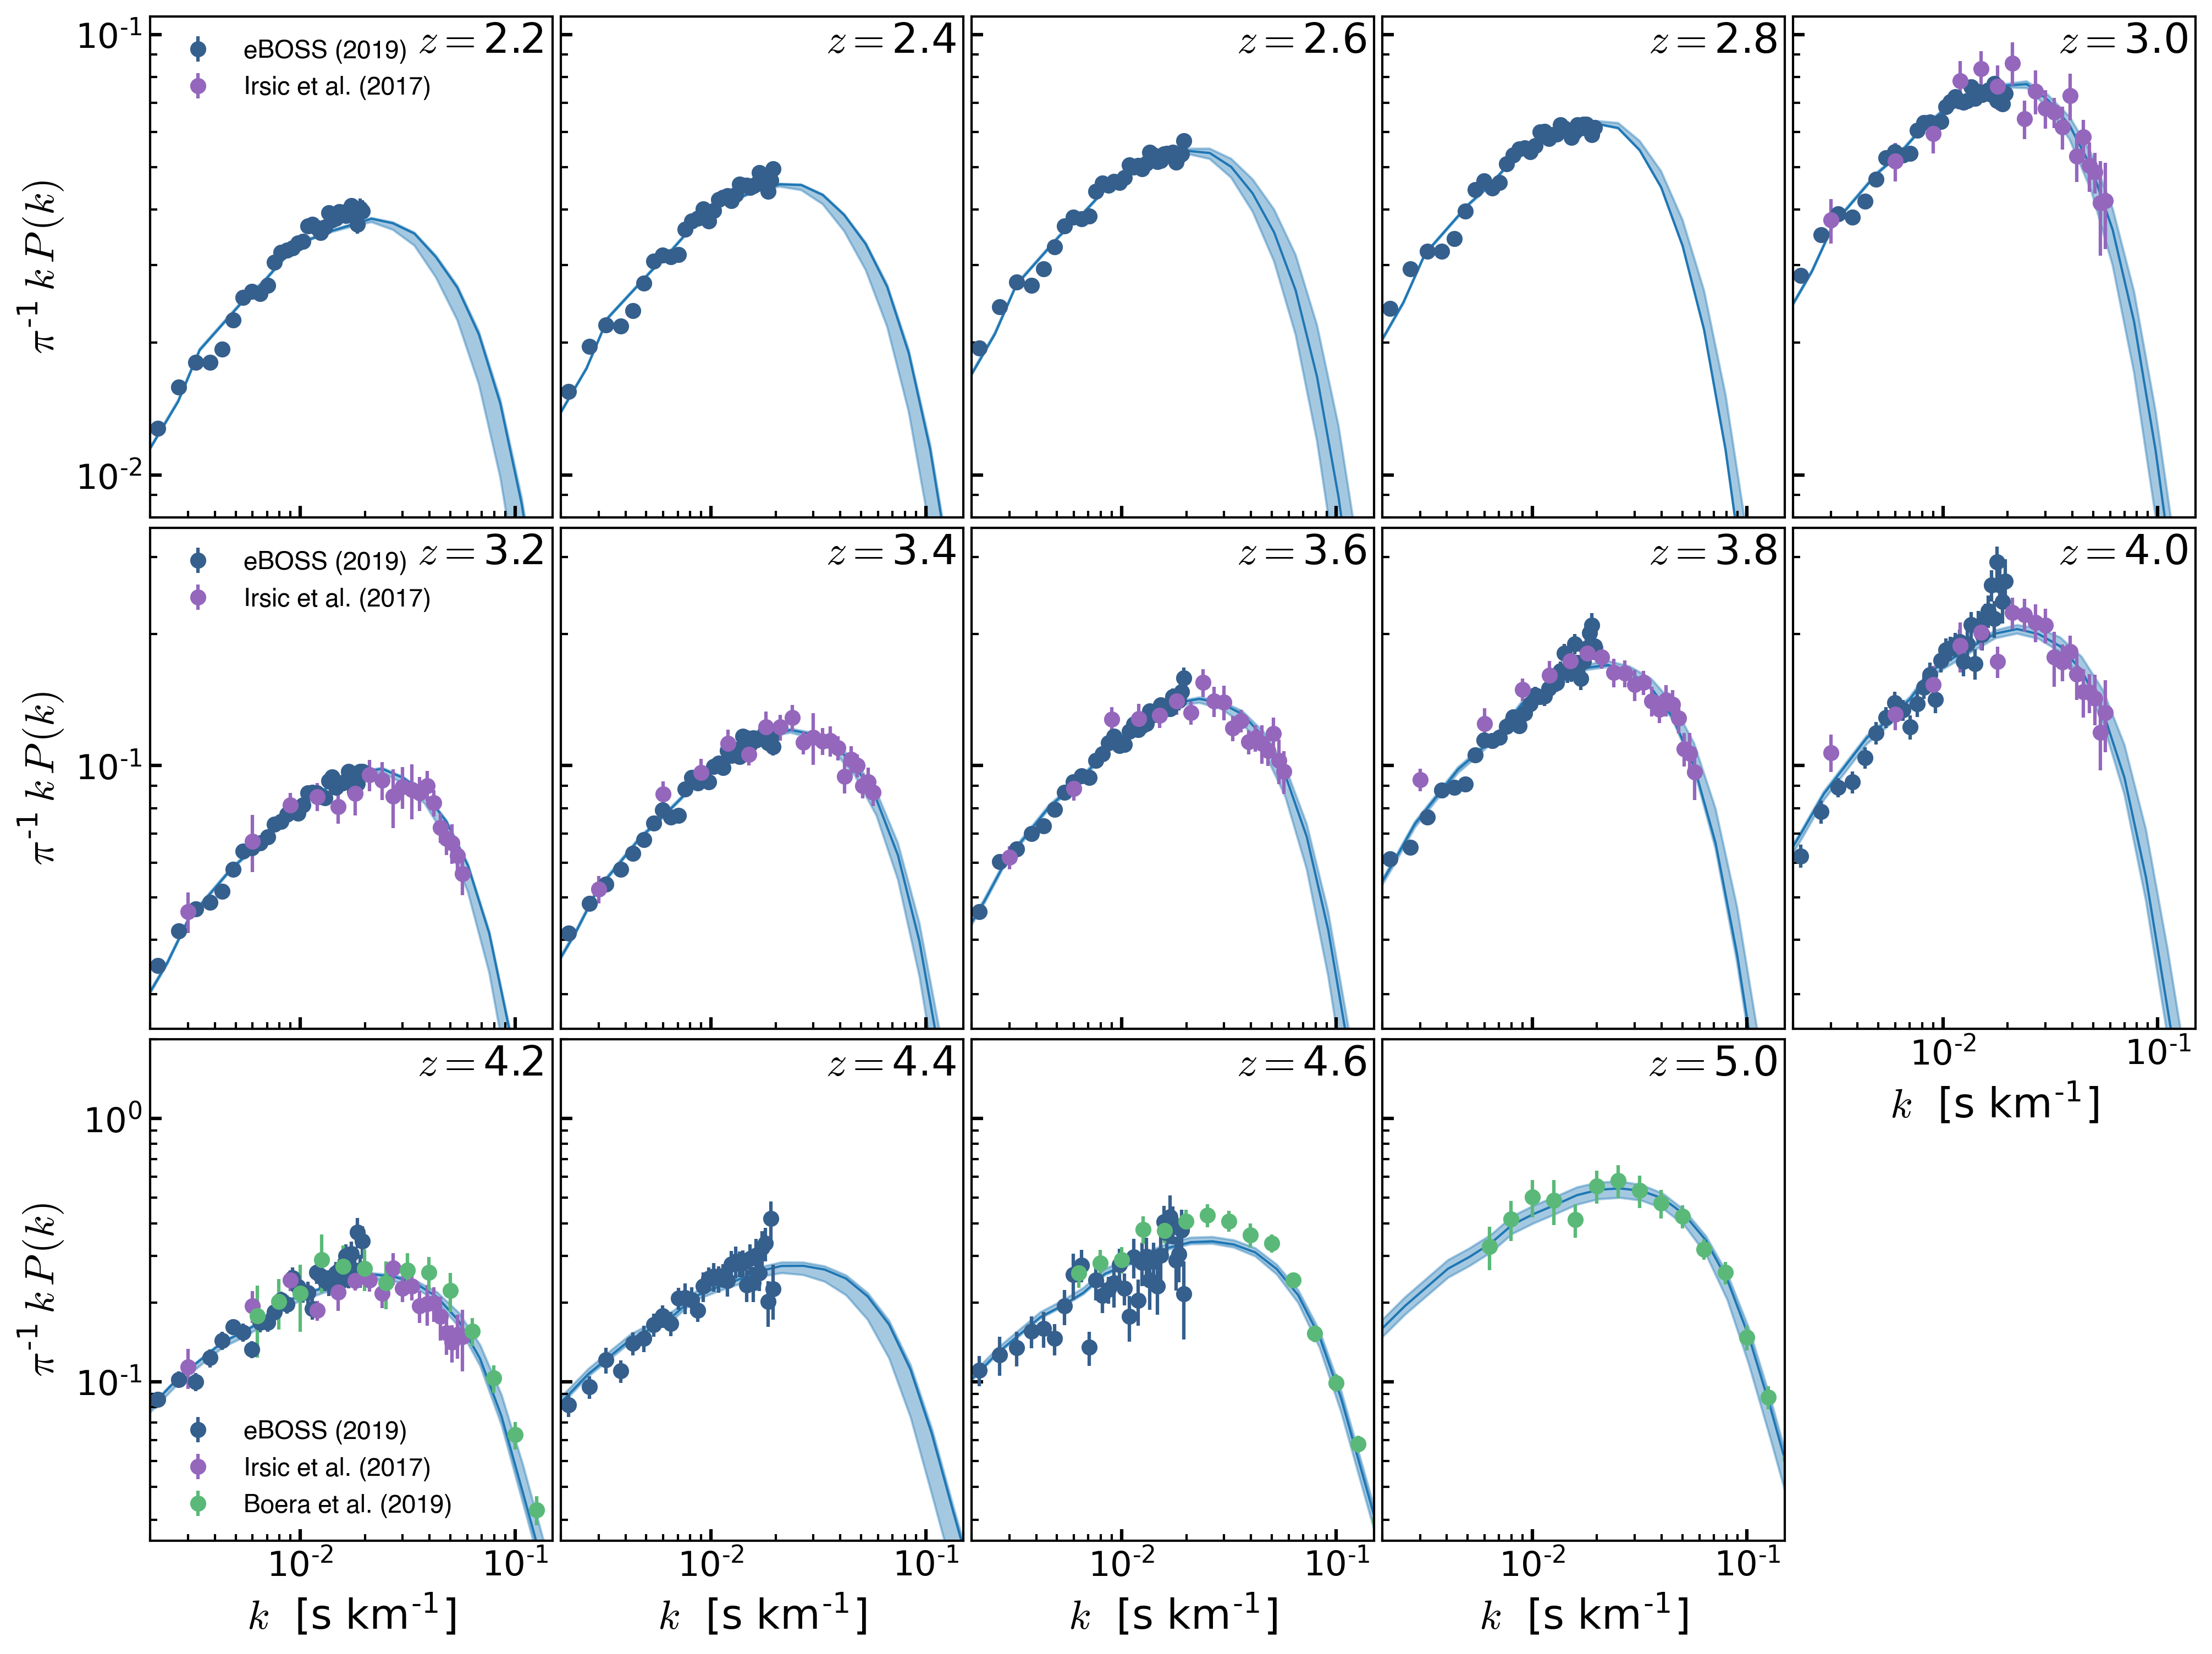 10^-1
10^-2
π^-1 k P(k)
eBOSS (2019)
Irsic et al. (2017)
z = 2.2
z = 2.4
z = 2.6
z = 2.8
z = 3.0
10^-1
π^-1 k P(k)
eBOSS (2019)
Irsic et al. (2017)
z = 3.2
z = 3.4
z = 3.6
z = 3.8
z = 4.0
10^-2 10^-1
k [s km^-1]
10^0
10^-1
π^-1 k P(k)
z = 4.2
eBOSS (2019)
Irsic et al. (2017)
Boera et al. (2019)
z = 4.4
z = 4.6
z = 5.0
10^-2 10^-1
10^-2 10^-1
10^-2 10^-1
10^-2 10^-1
k [s km^-1]
k [s km^-1]
k [s km^-1]
k [s km^-1]